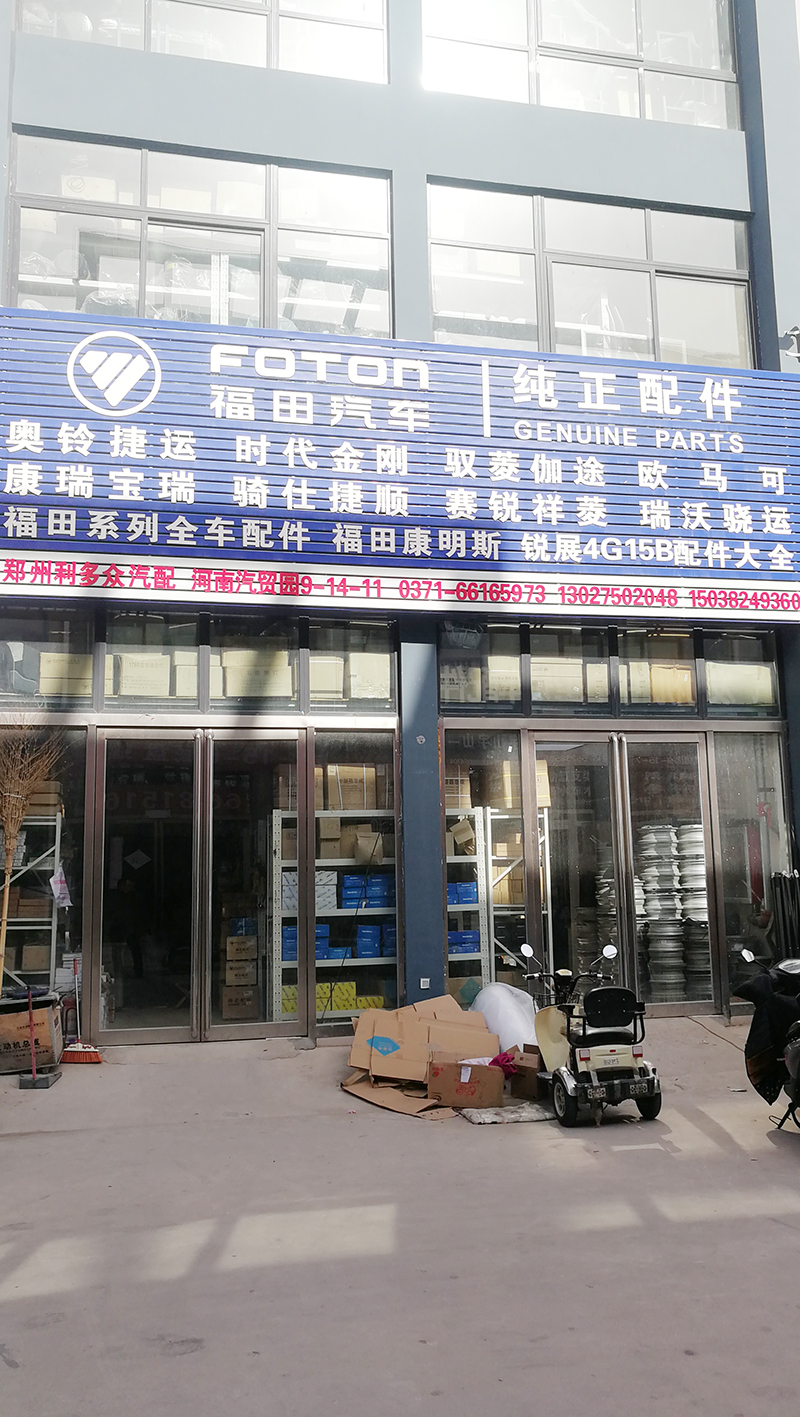 FOTON
福田汽车
纯正配件
GENUINE PARTS
奥铃捷运 时代金刚 驭菱伽途 欧马可
康瑞宝瑞 骑仕捷顺 赛锐祥菱 瑞沃骁运
福田系列全车配件 福田康明斯 锐展4G15B配件大全
郑州利多众汽配 河南汽贸园9-14-11 0371-66165973 13027502048 15038249360